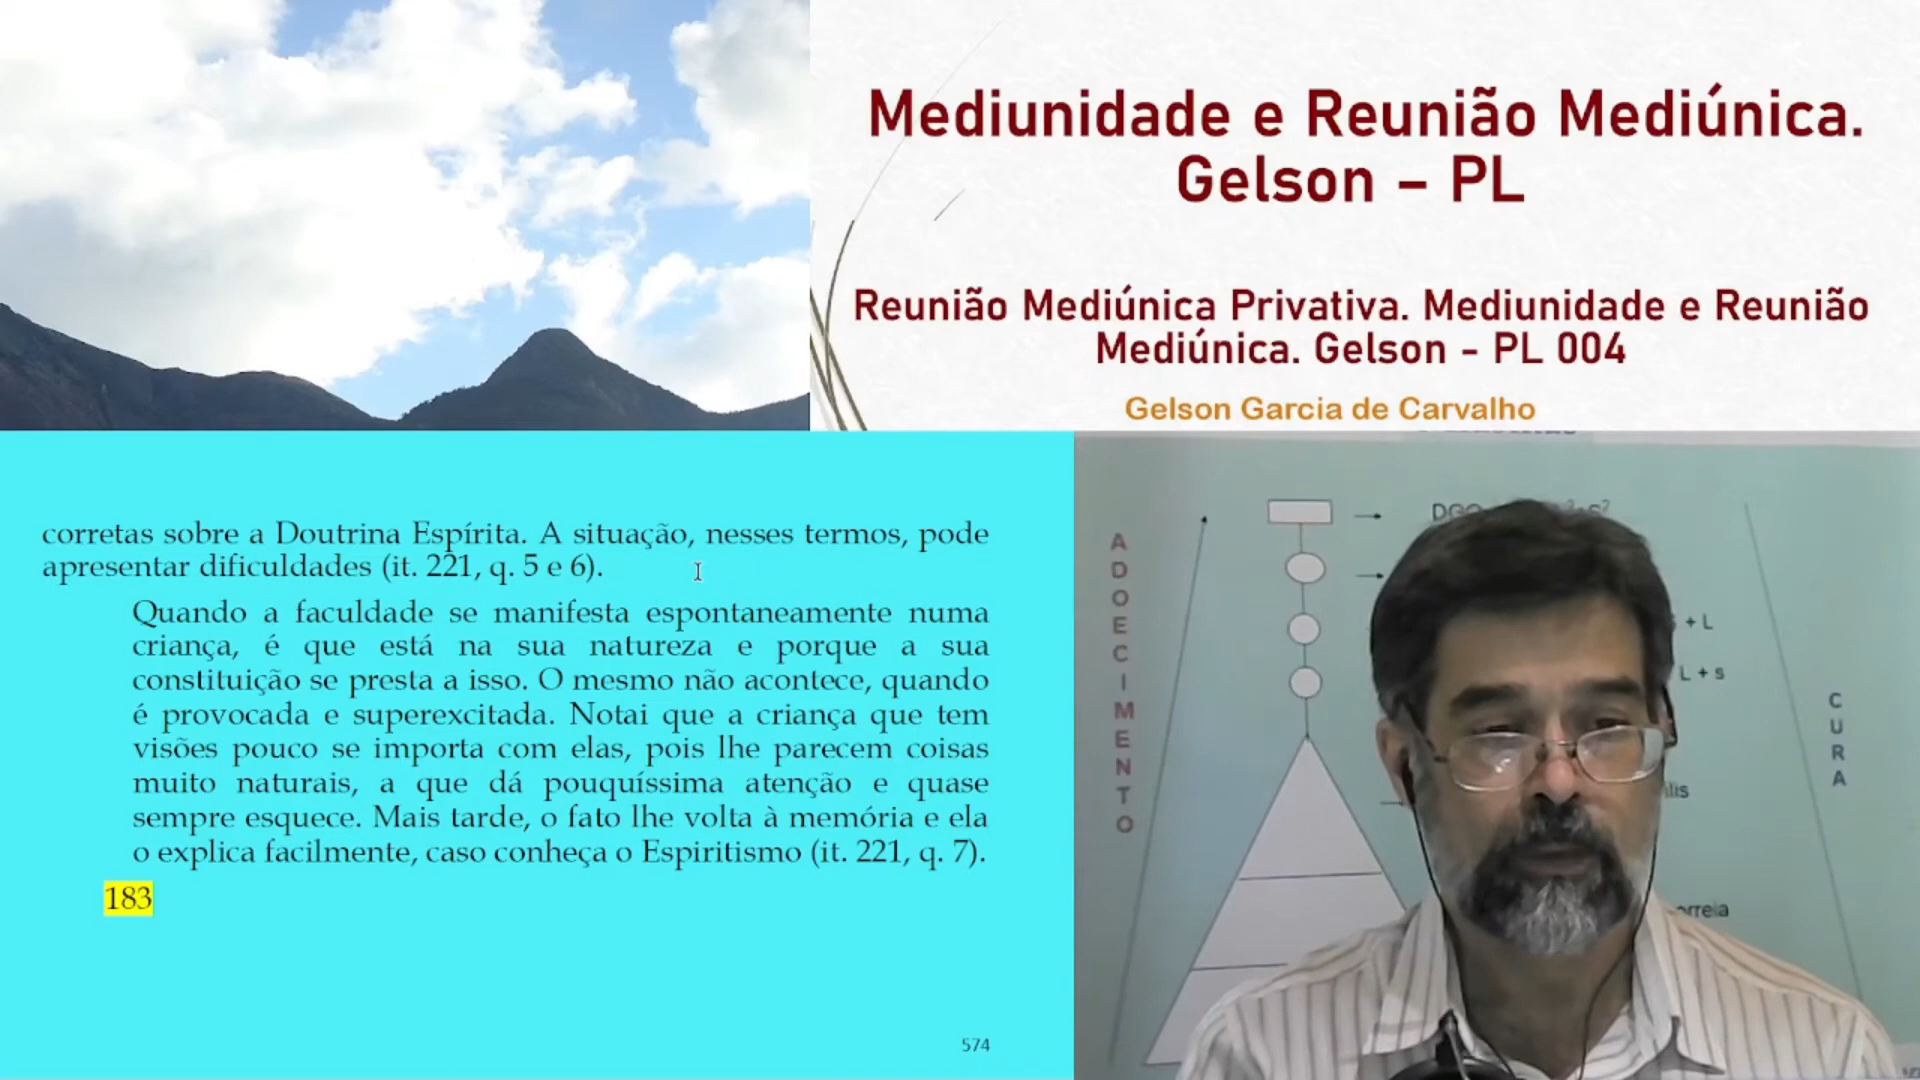 Mediunidade e Reunião Mediúnica.
Gelson – PL
Reunião Mediúnica Privativa. Mediunidade e Reunião
Mediúnica. Gelson - PL 004
Gelson Garcia de Carvalho
corretas sobre a Doutrina Espírita. A situação, nesses termos, pode
apresentar dificuldades (it. 221, q. 5 e 6).
Quando a faculdade se manifesta espontaneamente numa
criança, é que está na sua natureza e porque a sua
constituição se presta a isso. O mesmo não acontece, quando
é provocada e superexcitada. Notai que a criança que tem
visões pouco se importa com elas, pois lhe parecem coisas
muito naturais, a que dá pouquíssima atenção e quase
sempre esquece. Mais tarde, o fato lhe volta à memória e ela
o explica facilmente, caso conheça o Espiritismo (it. 221, q. 7).
183
574
ADOECIMENTO
+ L
L + s
CURA